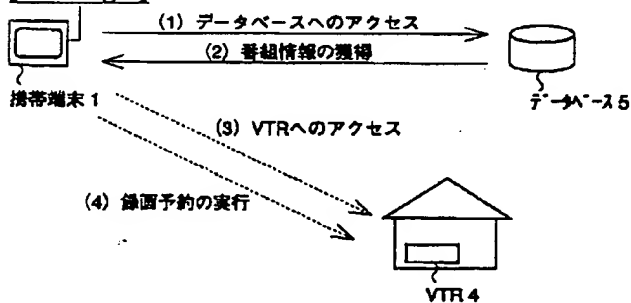 (1) データベースへのアクセス
(2) 番組情報の獲得
携帯端末1
データベース5
(3) VTRへのアクセス
(4) 録画予約の実行
VTR4